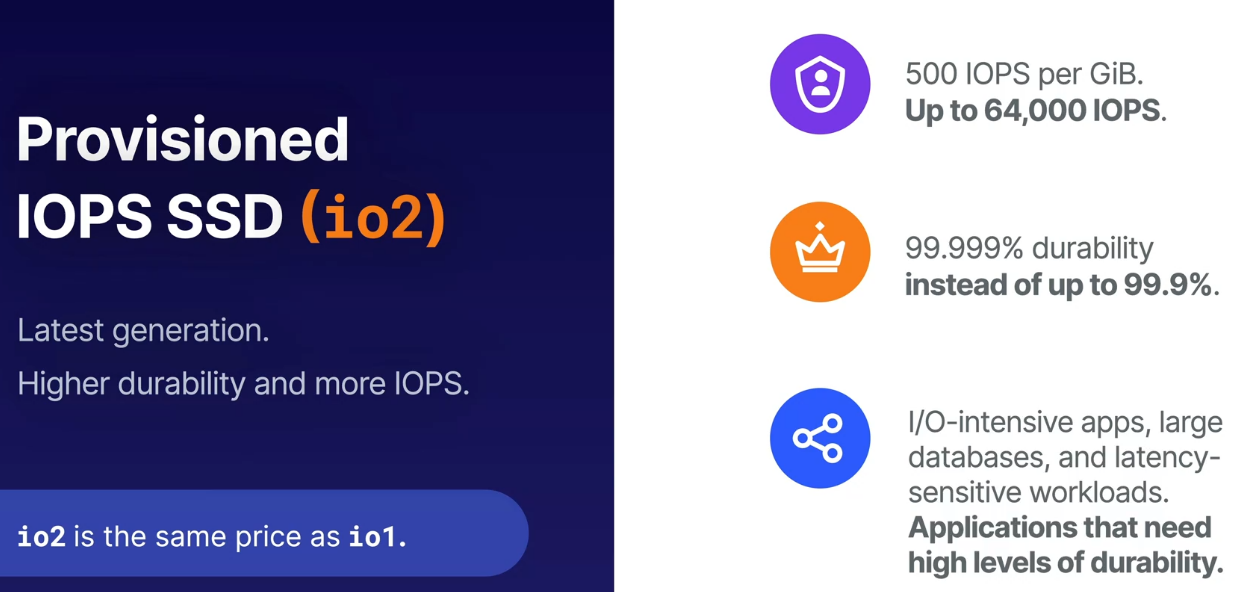 Provisioned
IOPS SSD (io2)
Latest generation.
Higher durability and more IOPS.
io2 is the same price as io1.
500 IOPS per GiB.
Up to 64,000 IOPS.
99.999% durability
instead of up to 99.9%.
I/O-intensive apps, large
databases, and latency-
sensitive workloads.
Applications that need
high levels of durability.